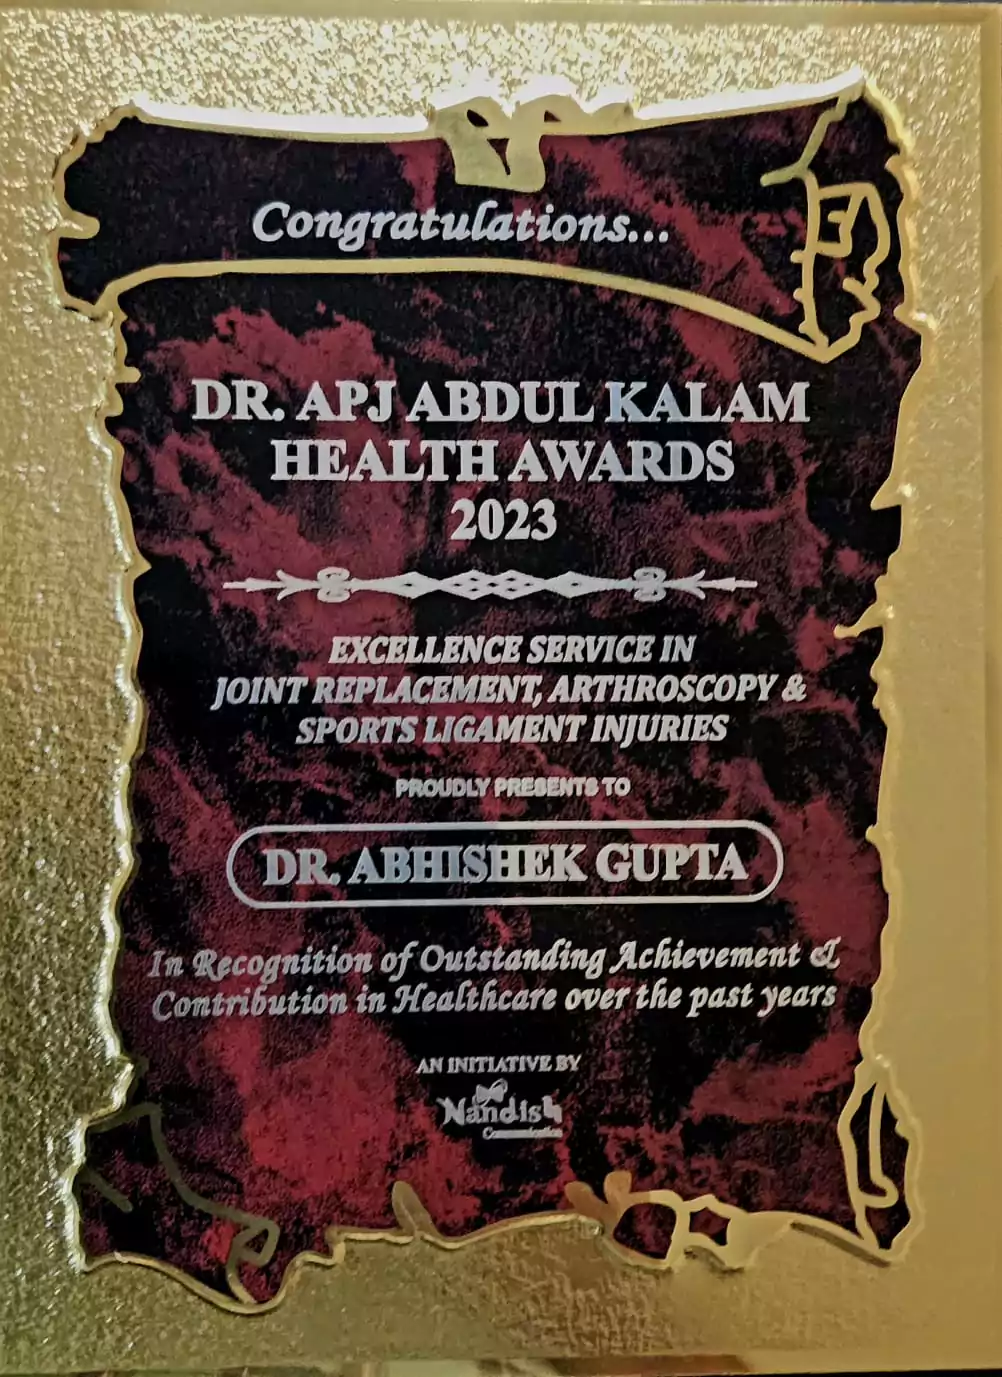 Congratulations...
DR. APJ ABDUL KALAM
HEALTH AWARDS
2023
EXCELLENCE SERVICE IN
JOINT REPLACEMENT, ARTHROSCOPY &
SPORTS LIGAMENT INJURIES
PROUDLY PRESENTS TO
DR. ABHISHEK GUPTA
In Recognition of Outstanding Achievement &
Contribution in Healthcare over the past years
AN INITIATIVE BY
Nandish
Communication